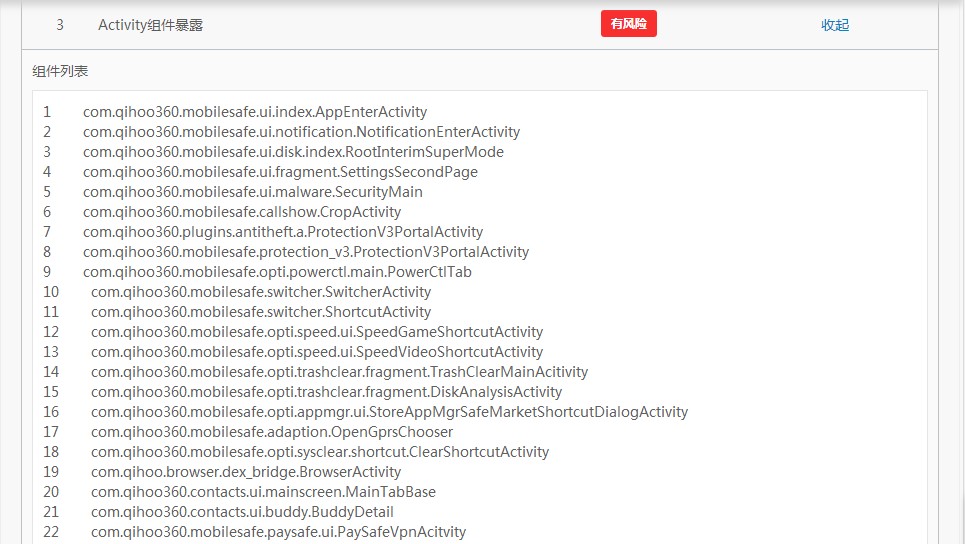 3 Activity组件暴露 有风险 收起
组件列表
1 com.qihoo360.mobilesafe.ui.index.AppEnterActivity
2 com.qihoo360.mobilesafe.ui.notification.NotificationEnterActivity
3 com.qihoo360.mobilesafe.ui.disk.index.RootInterimSuperMode
4 com.qihoo360.mobilesafe.ui.fragment.SettingsSecondPage
5 com.qihoo360.mobilesafe.ui.malware.SecurityMain
6 com.qihoo360.mobilesafe.callshow.CropActivity
7 com.qihoo360.plugins.antitheft.a.ProtectionV3PortalActivity
8 com.qihoo360.mobilesafe.protection_v3.ProtectionV3PortalActivity
9 com.qihoo360.mobilesafe.opti.powerctl.main.PowerCtlTab
10 com.qihoo360.mobilesafe.switcher.SwitcherActivity
11 com.qihoo360.mobilesafe.switcher.ShortcutActivity
12 com.qihoo360.mobilesafe.opti.speed.ui.SpeedGameShortcutActivity
13 com.qihoo360.mobilesafe.opti.speed.ui.SpeedVideoShortcutActivity
14 com.qihoo360.mobilesafe.opti.trashclear.fragment.TrashClearMainAcitivity
15 com.qihoo360.mobilesafe.opti.trashclear.fragment.DiskAnalysisActivity
16 com.qihoo360.mobilesafe.opti.appmgr.ui.StoreAppMgrSafeMarketShortcutDialogActivity
17 com.qihoo360.mobilesafe.adaption.OpenGprsChooser
18 com.qihoo360.mobilesafe.opti.sysclear.shortcut.ClearShortcutActivity
19 com.qihoo.browser.dex_bridge.BrowserActivity
20 com.qihoo360.contacts.ui.mainscreen.MainTabBase
21 com.qihoo360.contacts.ui.buddy.BuddyDetail
22 com.qihoo360.mobilesafe.paysafe.ui.PaySafeVpnAcitvity